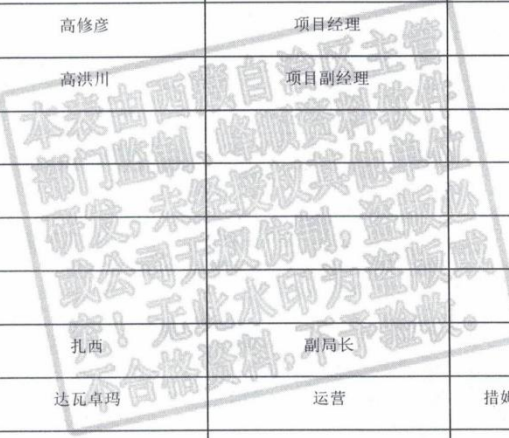 高修彦 项目经理
高洪川 项目副经理
本表由西藏自治区主管
部门监制、峰顺资料软件
研发，未经授权其他单位
或公司无权仿制，盗版必
究！无此水印为盗版或
不合格资料，不予验收。
扎西 副局长
达瓦卓玛 运营 措姆